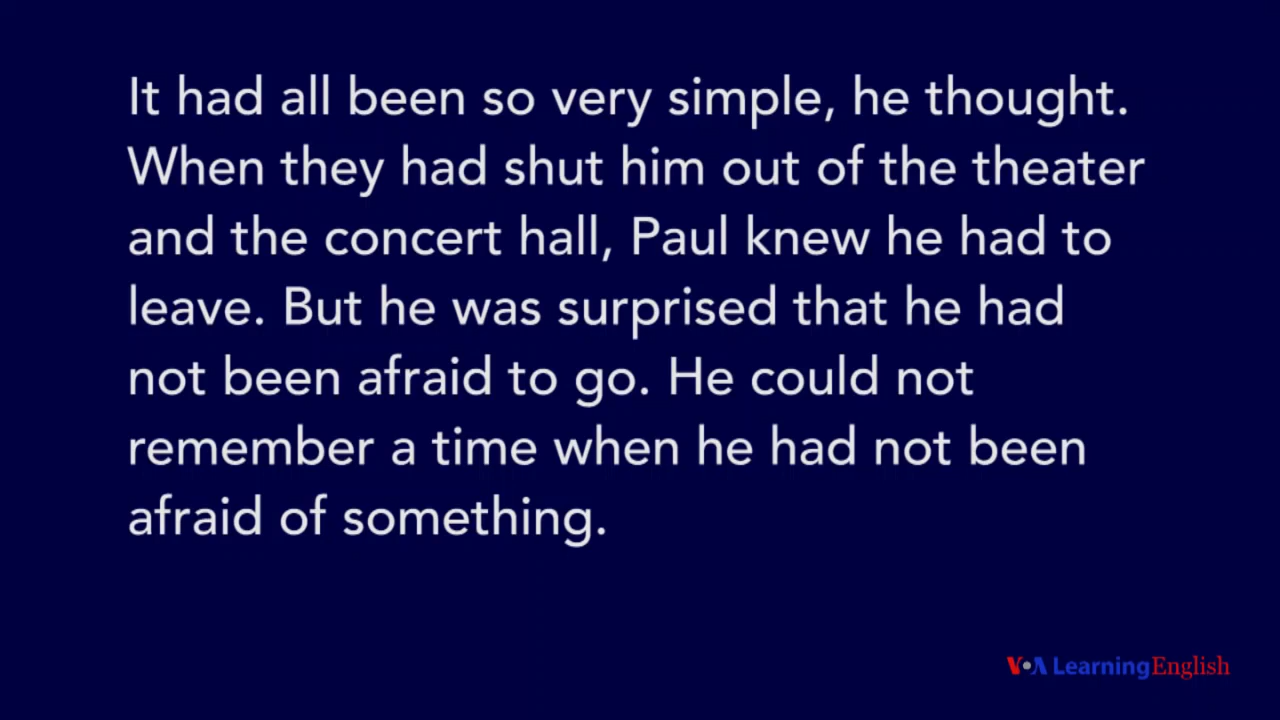 It had all been so very simple, he thought.
When they had shut him out of the theater
and the concert hall, Paul knew he had to
leave. But he was surprised that he had
not been afraid to go. He could not
remember a time when he had not been
afraid of something.
VOA Learning English